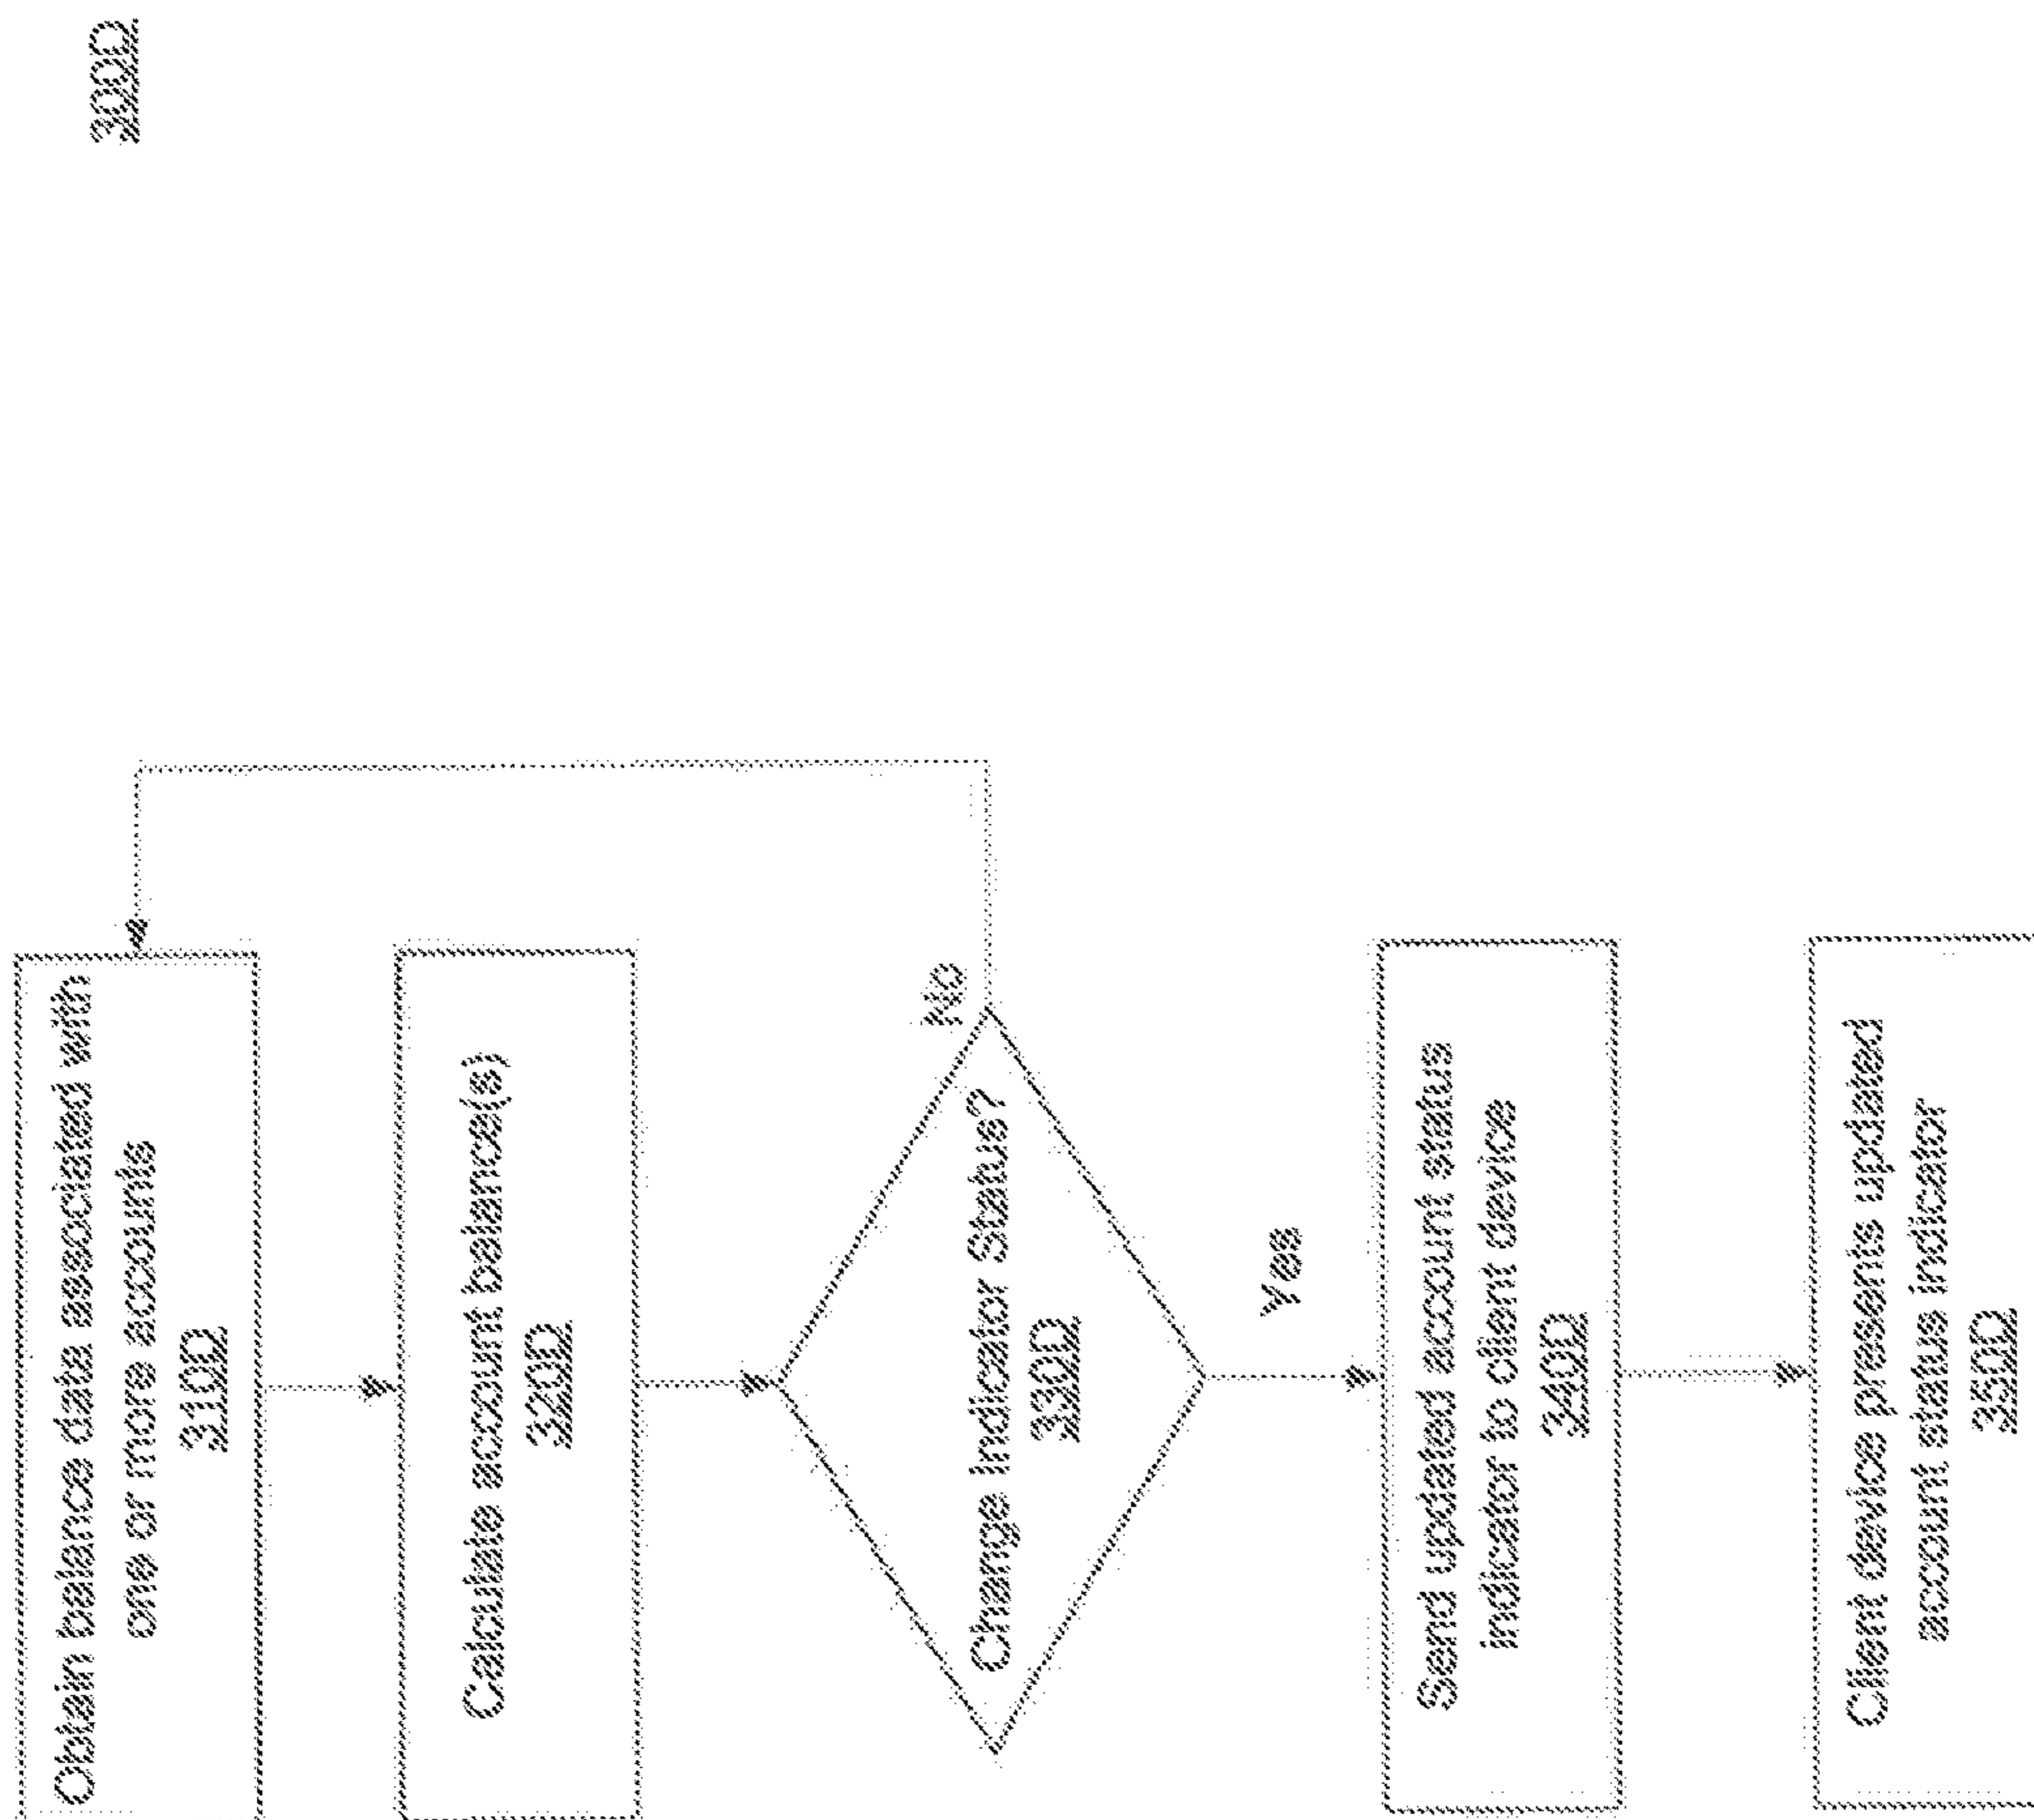 300D
Obtain balance data associated with
one or more accounts
310D
Calculate account balance(s)
320D
No
Change Indicator Status?
330D
Yes
Send updated account status
indicator to client device
340D
Client device presents updated
account status indicator
350D